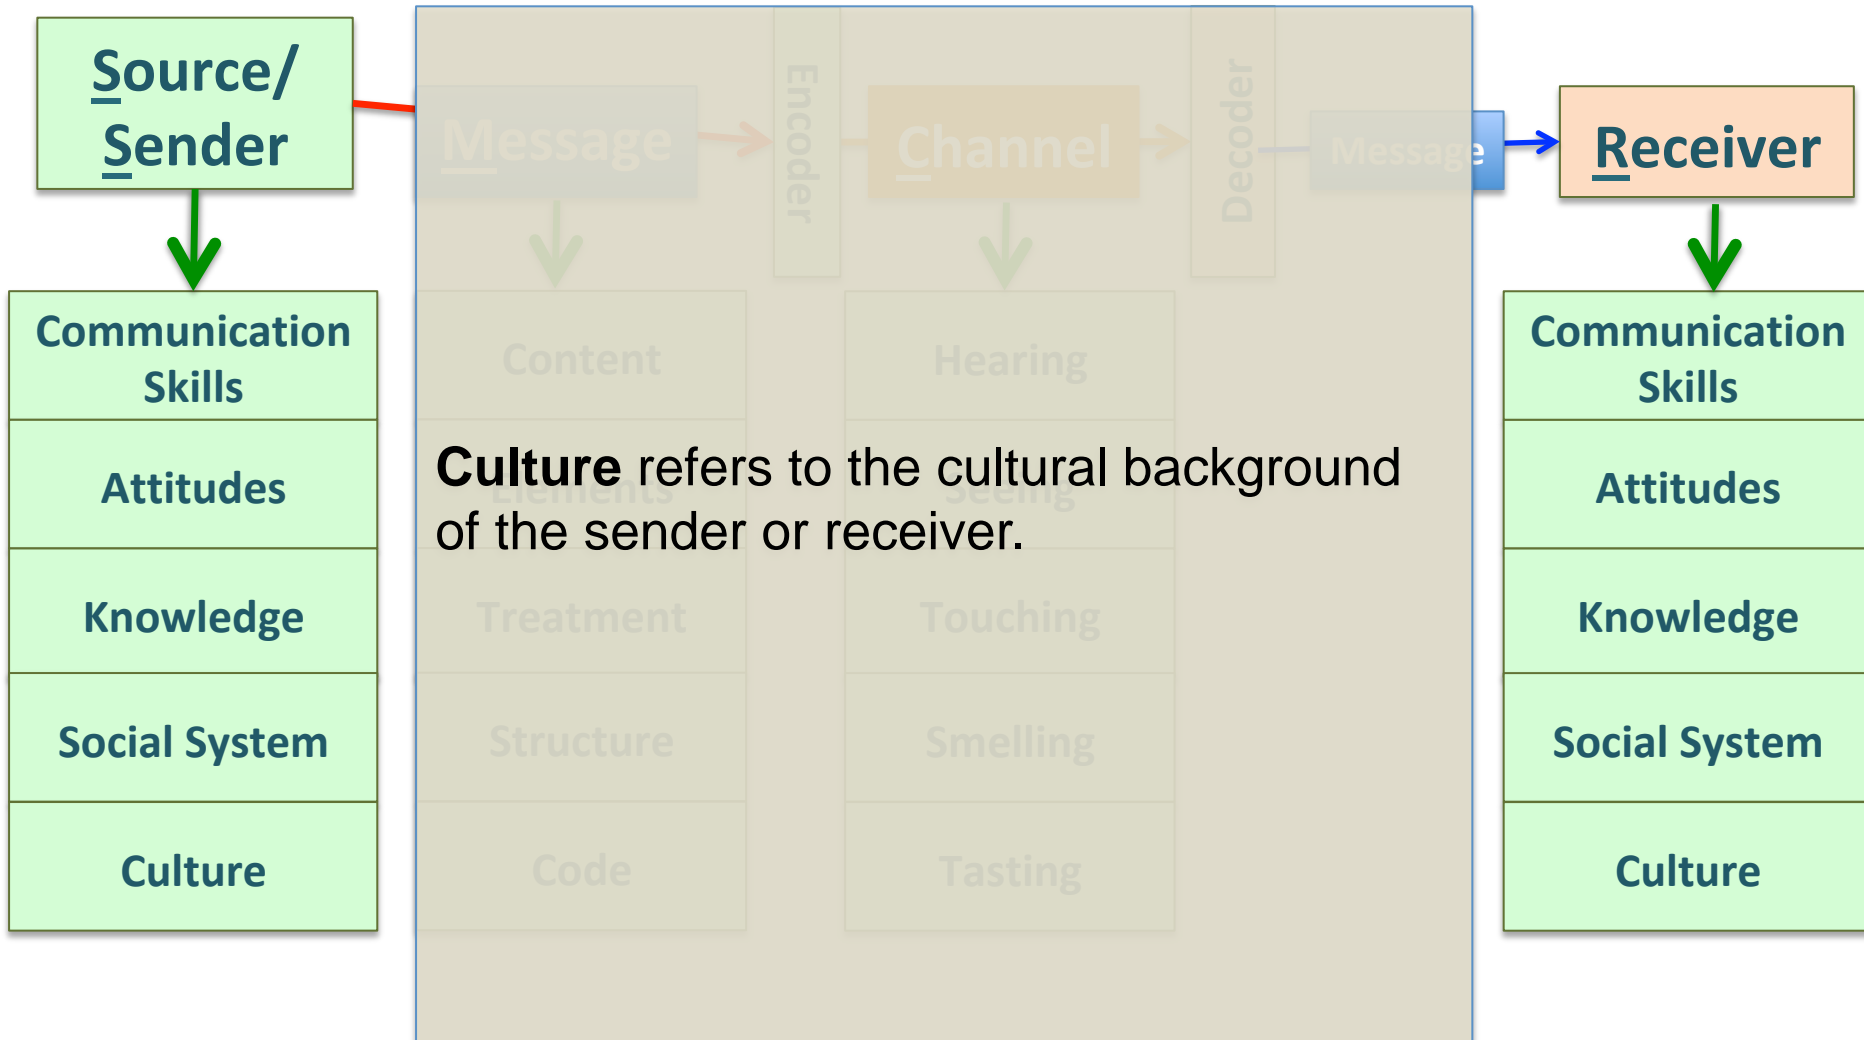 Source/
Sender
Message
Encoder
Channel
Decoder
Message
Receiver
Communication
Skills
Attitudes
Knowledge
Social System
Culture
Content
Elements
Treatment
Structure
Code
Hearing
Seeing
Touching
Smelling
Tasting
Culture refers to the cultural background
of the sender or receiver.
Communication
Skills
Attitudes
Knowledge
Social System
Culture